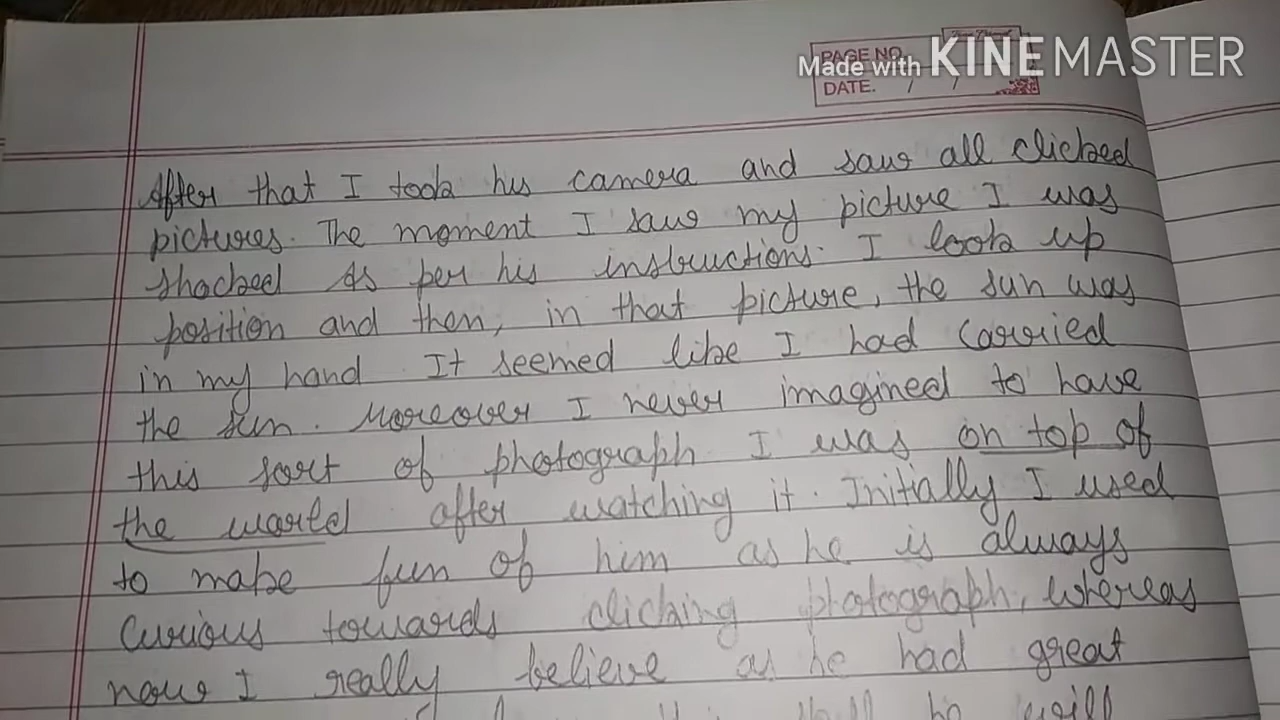 PAGE NO.
DATE. / /
Made with KINEMASTER
After that I took his camera and saw all clicked
pictures. The moment I saw my picture I was
shocked As per his instructions. I look up
position and then, in that picture, the sun was
in my hand It seemed like I had carried
the sun. Moreover I never imagined to have
this sort of photograph I was on top of
the world after watching it. Initially I used
to make fun of him as he is always
curious towards clicking photograph, whereas
now I really believe as he had great
he will